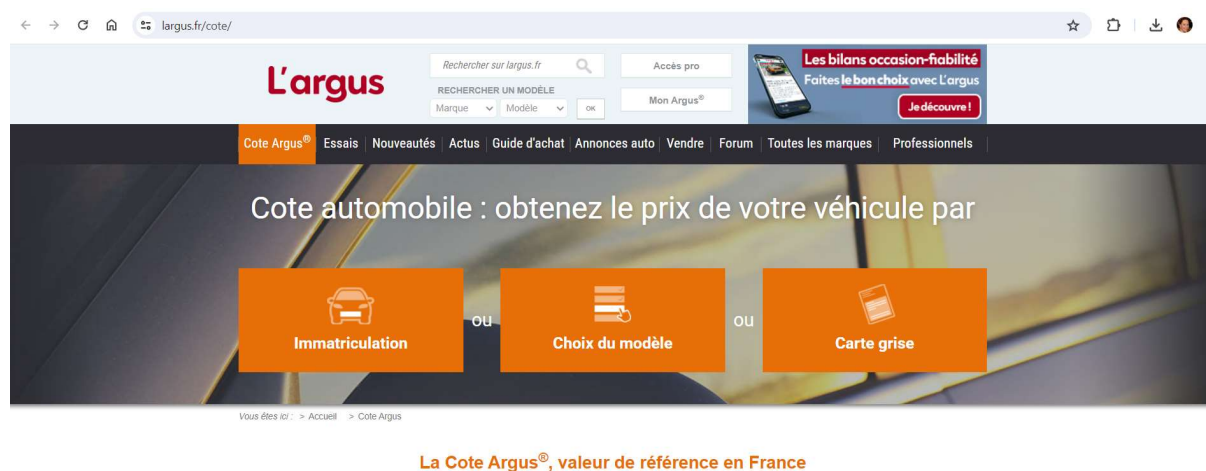 largus.fr/cote/
L'argus
Rechercher sur largus.fr
RECHERCHER UN MODÈLE
Marque Modèle OK
Accès pro
Mon Argus®
Les bilans occasion-fiabilité
Faites le bon choix avec L'argus
Je découvre !
Cote Argus® Essais Nouveautés Actus Guide d'achat Annonces auto Vendre Forum Toutes les marques Professionnels
Cote automobile : obtenez le prix de votre véhicule par
Immatriculation
ou
Choix du modèle
ou
Carte grise
Vous êtes ici : > Accueil > Cote Argus
La Cote Argus®, valeur de référence en France